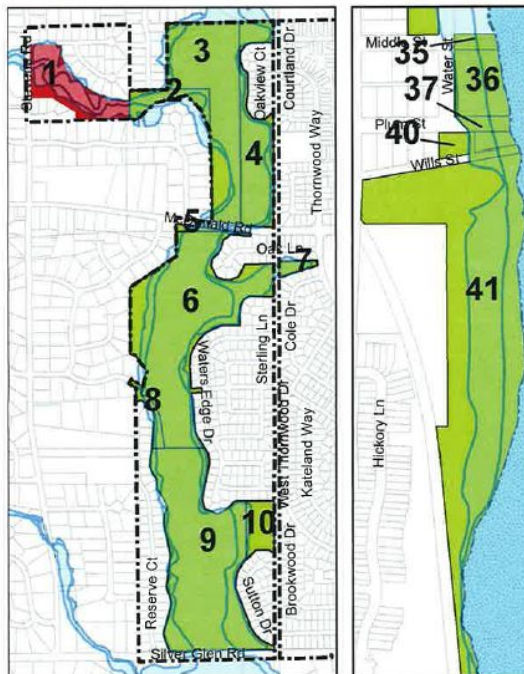 1
2
3
Oakview Ct
Courtland Dr
4
Thornwood Way
5
McDonald Rd
Oak Ln
7
6
Sterling Ln
Cole Dr
Waters Edge Dr
8
West Thornwood Dr
Kateland Way
9
10
Reserve Ct
Sutton Dr
Brookwood Dr
Silver Glen Rd
35
Water St
36
37
Plum St
40
Wills St
41
Hickory Ln